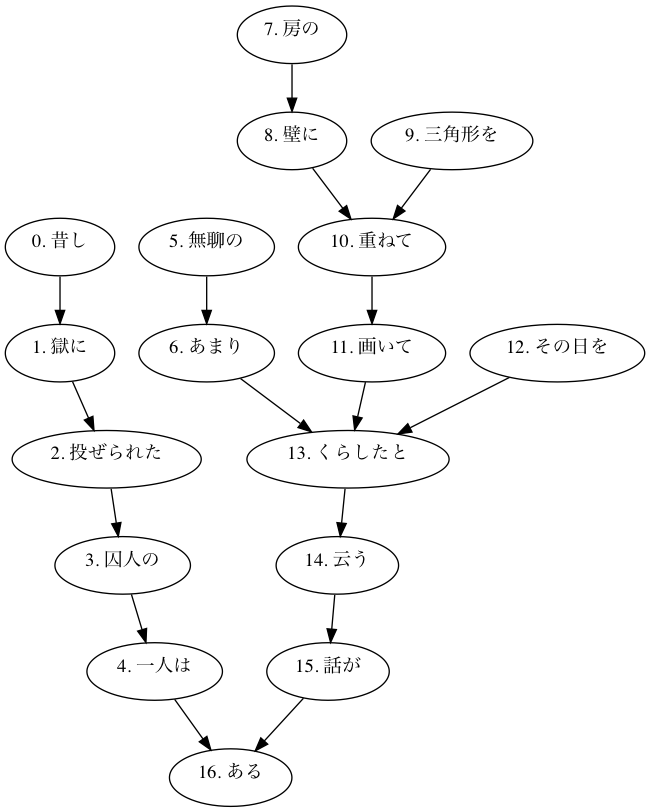 7. 房の
8. 壁に
9. 三角形を
0. 昔し
5. 無聊の
10. 重ねて
1. 獄に
6. あまり
11. 画いて
12. その日を
2. 投ぜられた
13. くらしたと
3. 囚人の
14. 云う
4. 一人は
15. 話が
16. ある